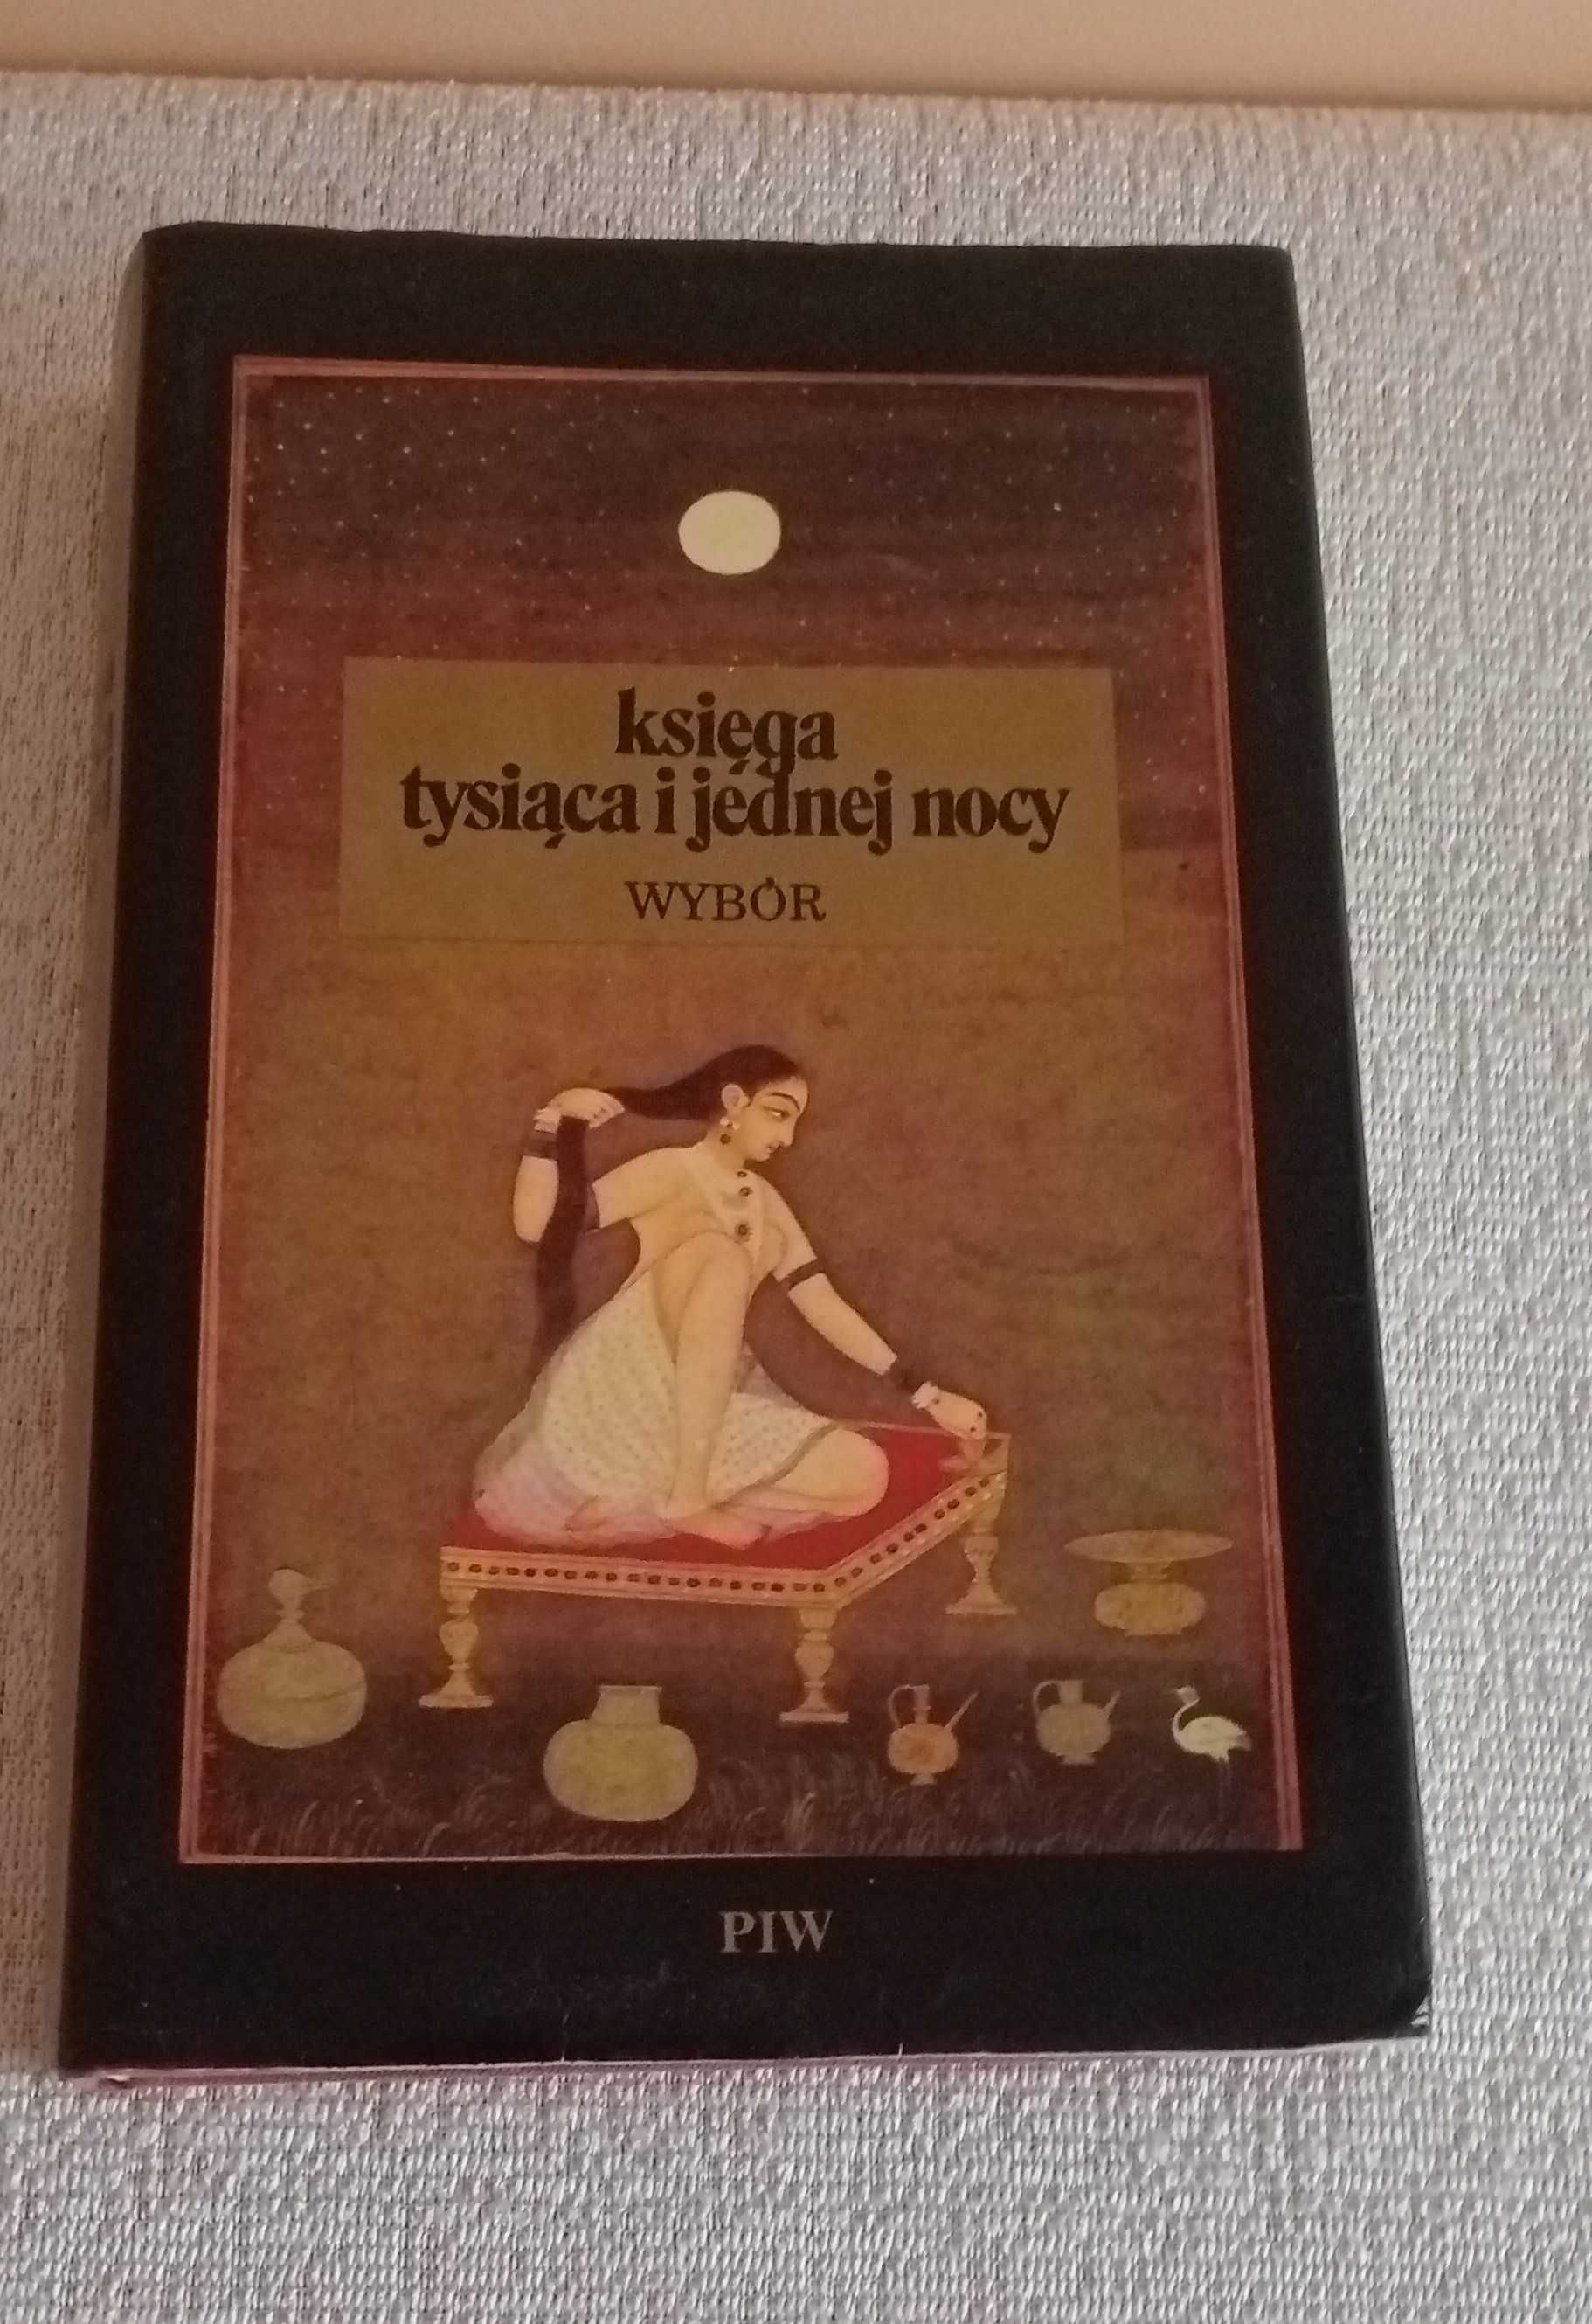 księga
tysiąca i jednej nocy
WYBÓR
PIW